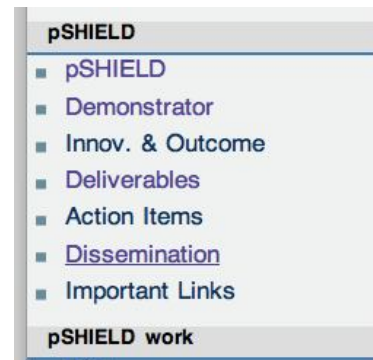 pSHIELD
pSHIELD
Demonstrator
Innov. & Outcome
Deliverables
Action Items
Dissemination
Important Links
pSHIELD work